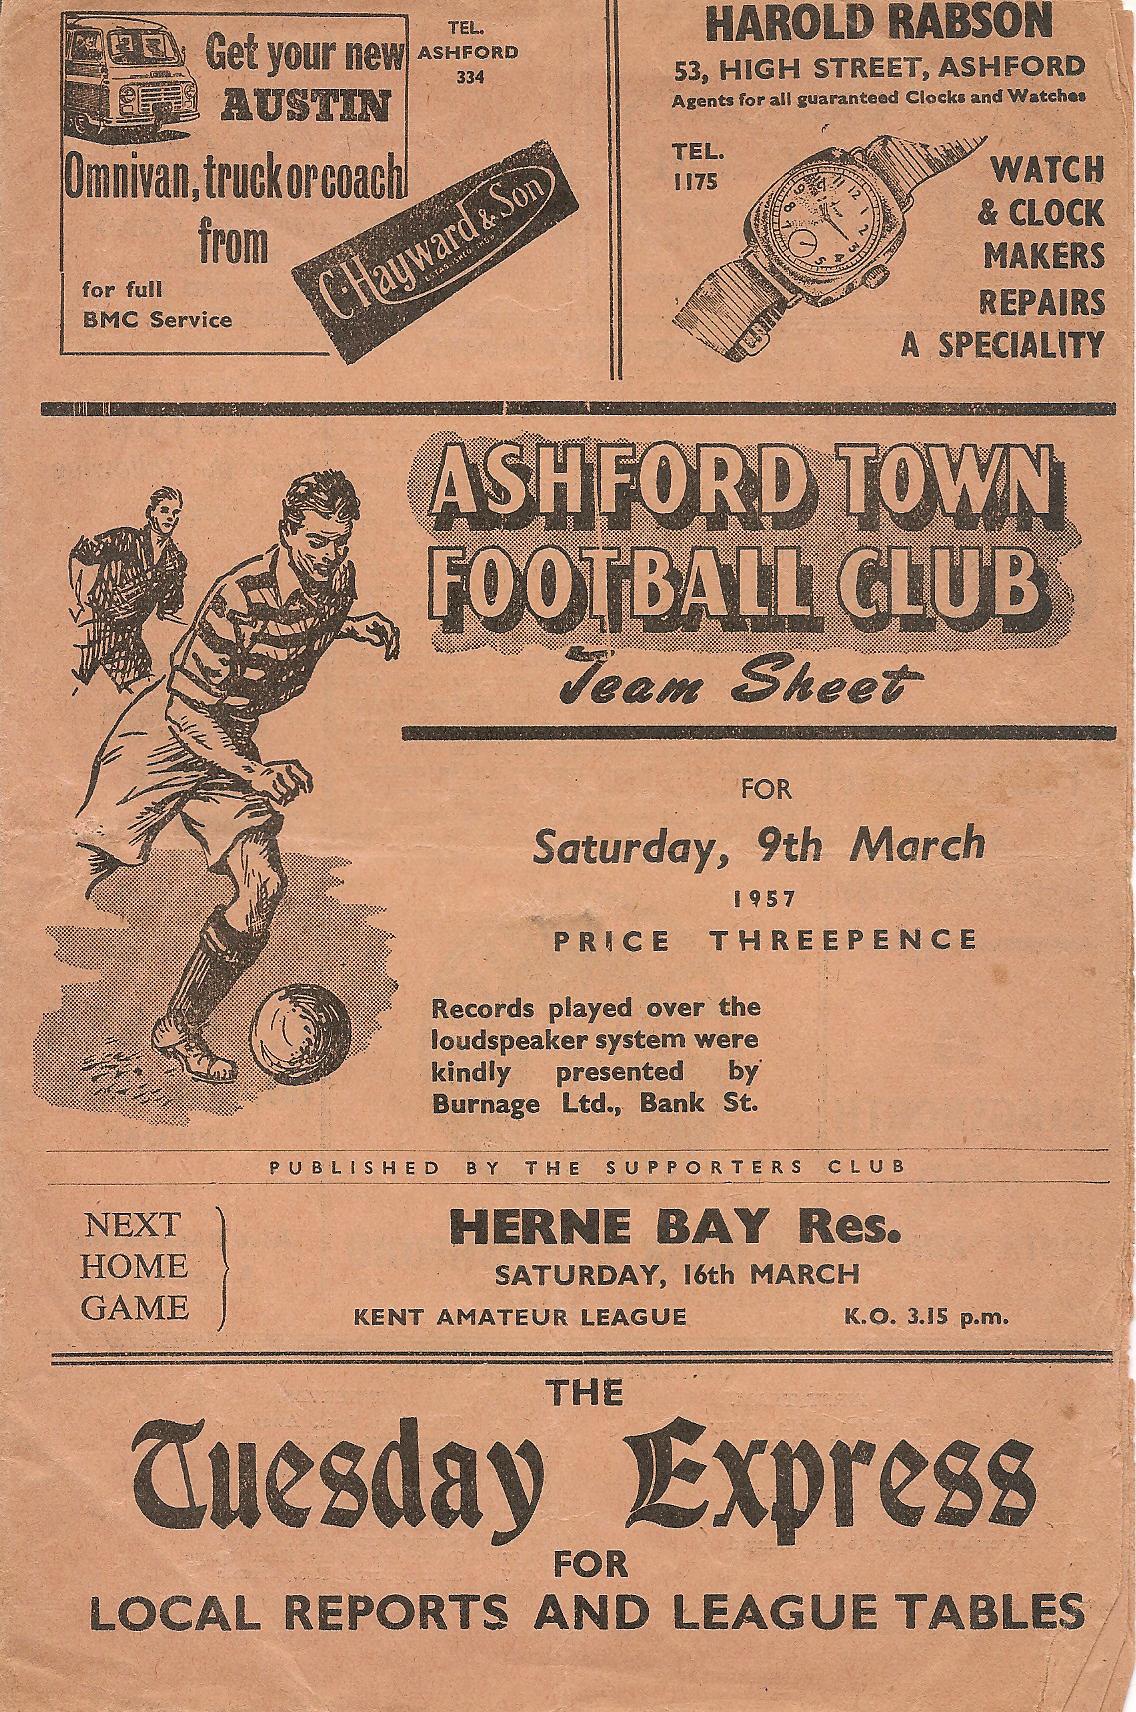 Get your new
AUSTIN
Omnivan, truck or coach
from
for full
BMC Service
TEL.
ASHFORD
334
C. Hayward & Son
ESTABLISHED
HAROLD RABSON
53, HIGH STREET, ASHFORD
Agents for all guaranteed Clocks and Watches
TEL.
1175
WATCH
& CLOCK
MAKERS
REPAIRS
A SPECIALITY
ASHFORD TOWN
FOOTBALL CLUB
Team Sheet
FOR
Saturday, 9th March
1957
PRICE THREEPENCE
Records played over the
loudspeaker system were
kindly presented by
Burnage Ltd., Bank St.
PUBLISHED BY THE SUPPORTERS CLUB
NEXT
HOME
GAME
HERNE BAY Res.
SATURDAY, 16th MARCH
KENT AMATEUR LEAGUE K.O. 3.15 p.m.
THE
Tuesday Express
FOR
LOCAL REPORTS AND LEAGUE TABLES